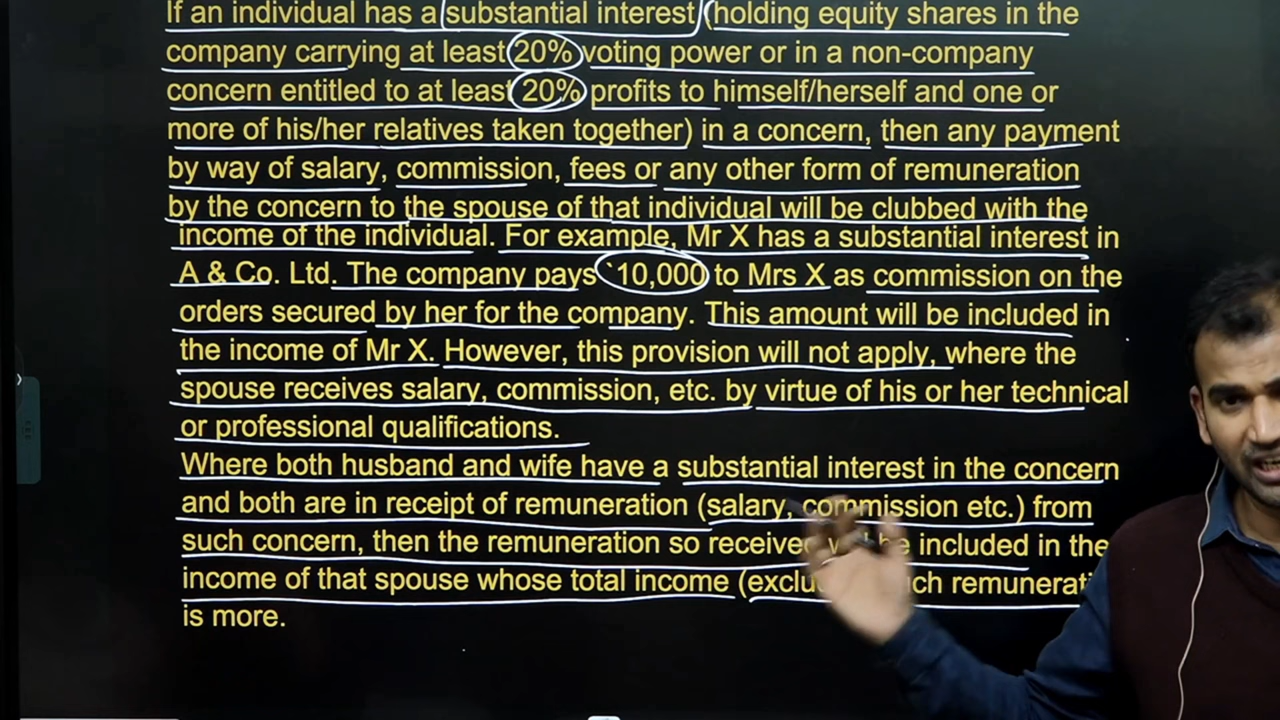 If an individual has a substantial interest (holding equity shares in the
company carrying at least 20% voting power or in a non-company
concern entitled to at least 20% profits to himself/herself and one or
more of his/her relatives taken together) in a concern, then any payment
by way of salary, commission, fees or any other form of remuneration
by the concern to the spouse of that individual will be clubbed with the
income of the individual. For example, Mr X has a substantial interest in
A & Co. Ltd. The company pays `10,000 to Mrs X as commission on the
orders secured by her for the company. This amount will be included in
the income of Mr X. However, this provision will not apply, where the
spouse receives salary, commission, etc. by virtue of his or her technical
or professional qualifications.
Where both husband and wife have a substantial interest in the concern
and both are in receipt of remuneration (salary, commission etc.) from
such concern, then the remuneration so received included in the
income of that spouse whose total income
is more.